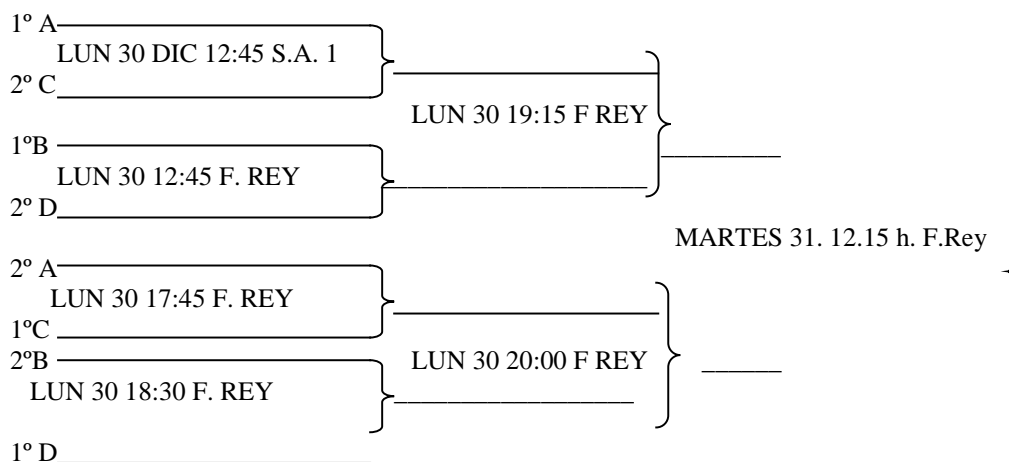 1º A
LUN 30 DIC 12:45 S.A. 1
2º C
LUN 30 19:15 F REY
1ºB
LUN 30 12:45 F. REY
2º D
MARTES 31. 12.15 h. F.Rey
2º A
LUN 30 17:45 F. REY
1ºC
2ºB
LUN 30 20:00 F REY
LUN 30 18:30 F. REY
1º D